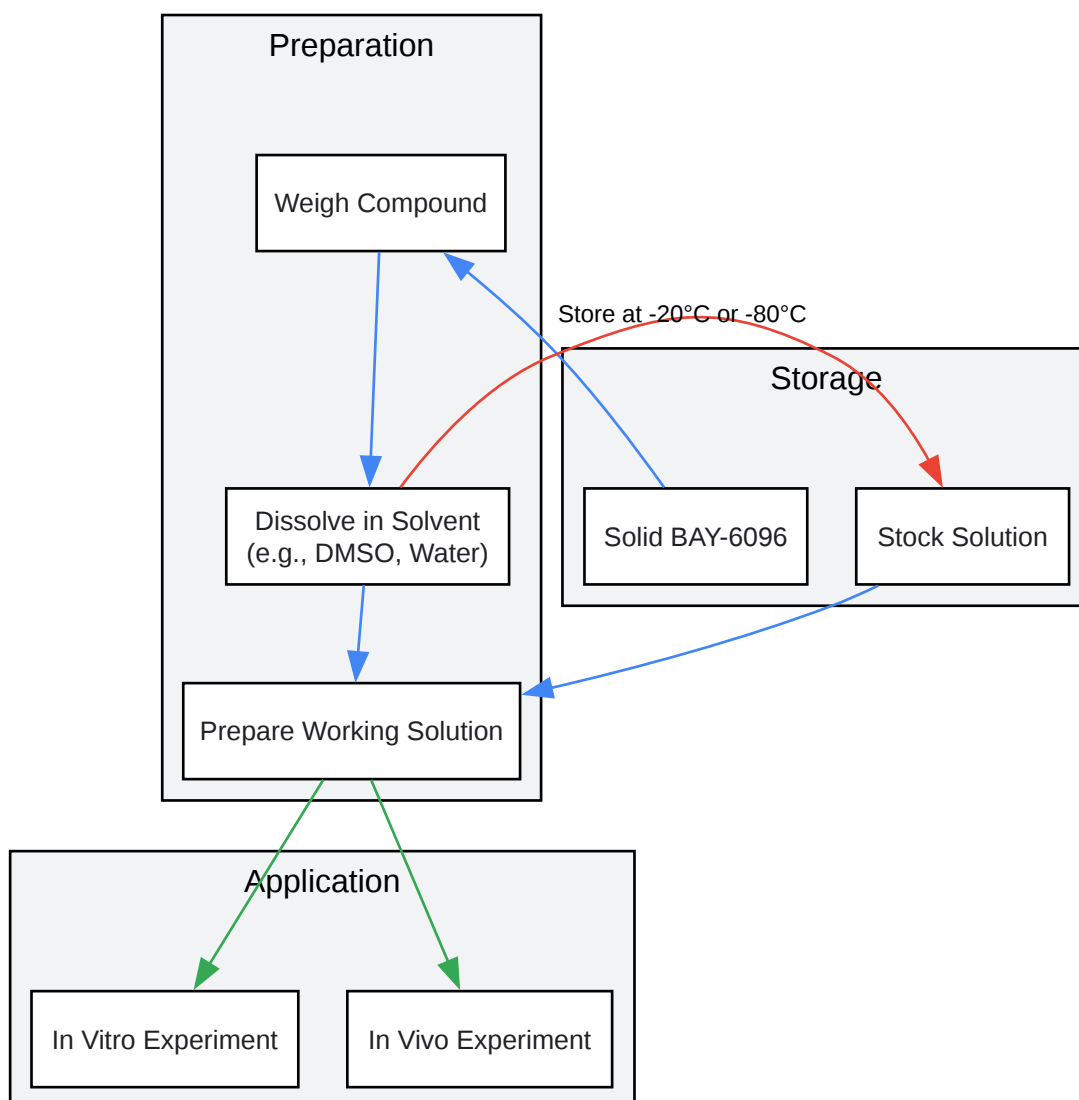 Preparation
Weigh Compound
Store at -20°C or -80°C
Storage
Dissolve in Solvent
(e.g., DMSO, Water)
Solid BAY-6096
Stock Solution
Prepare Working Solution
Application
In Vitro Experiment
In Vivo Experiment